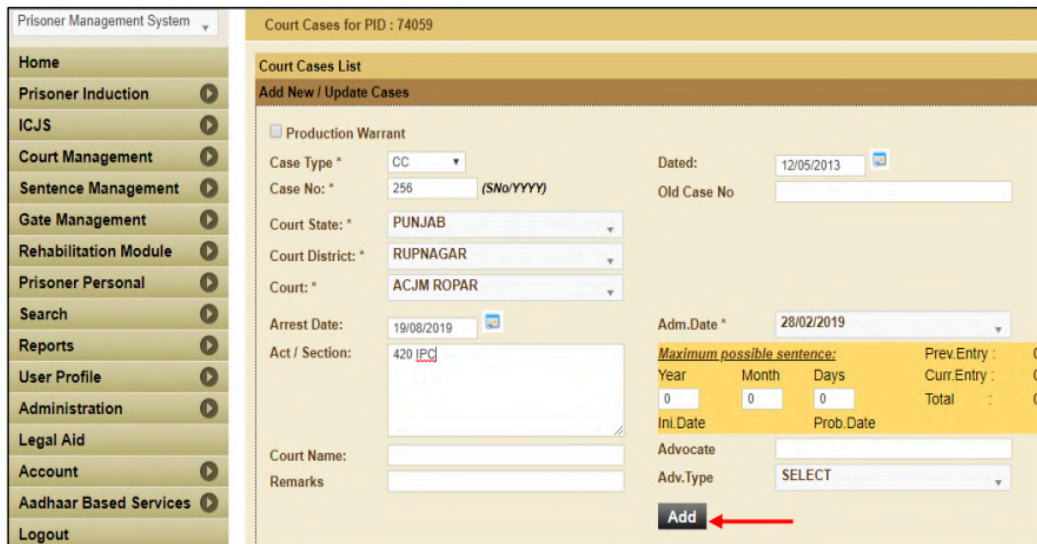 Prisoner Management System
Home
Prisoner Induction
ICJS
Court Management
Sentence Management
Gate Management
Rehabilitation Module
Prisoner Personal
Search
Reports
User Profile
Administration
Legal Aid
Account
Aadhaar Based Services
Logout
Court Cases for PID : 74059
Court Cases List
Add New / Update Cases
Production Warrant
Case Type * CC Dated: 12/05/2013
Case No: * 256 (SNo/YYYY) Old Case No
Court State: * PUNJAB
Court District: * RUPNAGAR
Court: * ACJM ROPAR
Arrest Date: 19/08/2019 Adm.Date * 28/02/2019
Act / Section: 420 IPC Maximum possible sentence: Prev.Entry :
Year Month Days Curr.Entry :
0 0 0 Total :
Ini.Date Prob.Date
Court Name: Advocate
Remarks Adv.Type SELECT
Add